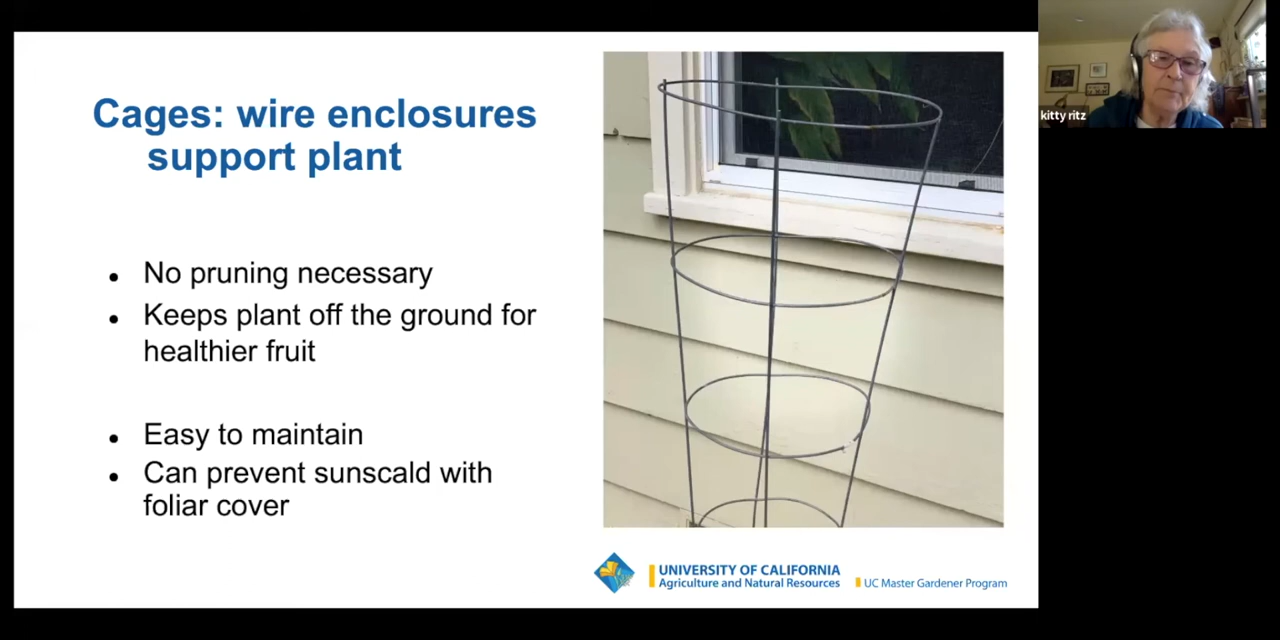 Cages: wire enclosures
support plant
• No pruning necessary
• Keeps plant off the ground for
healthier fruit
• Easy to maintain
• Can prevent sunscald with
foliar cover
UNIVERSITY OF CALIFORNIA
Agriculture and Natural Resources
UC Master Gardener Program
kitty ritz